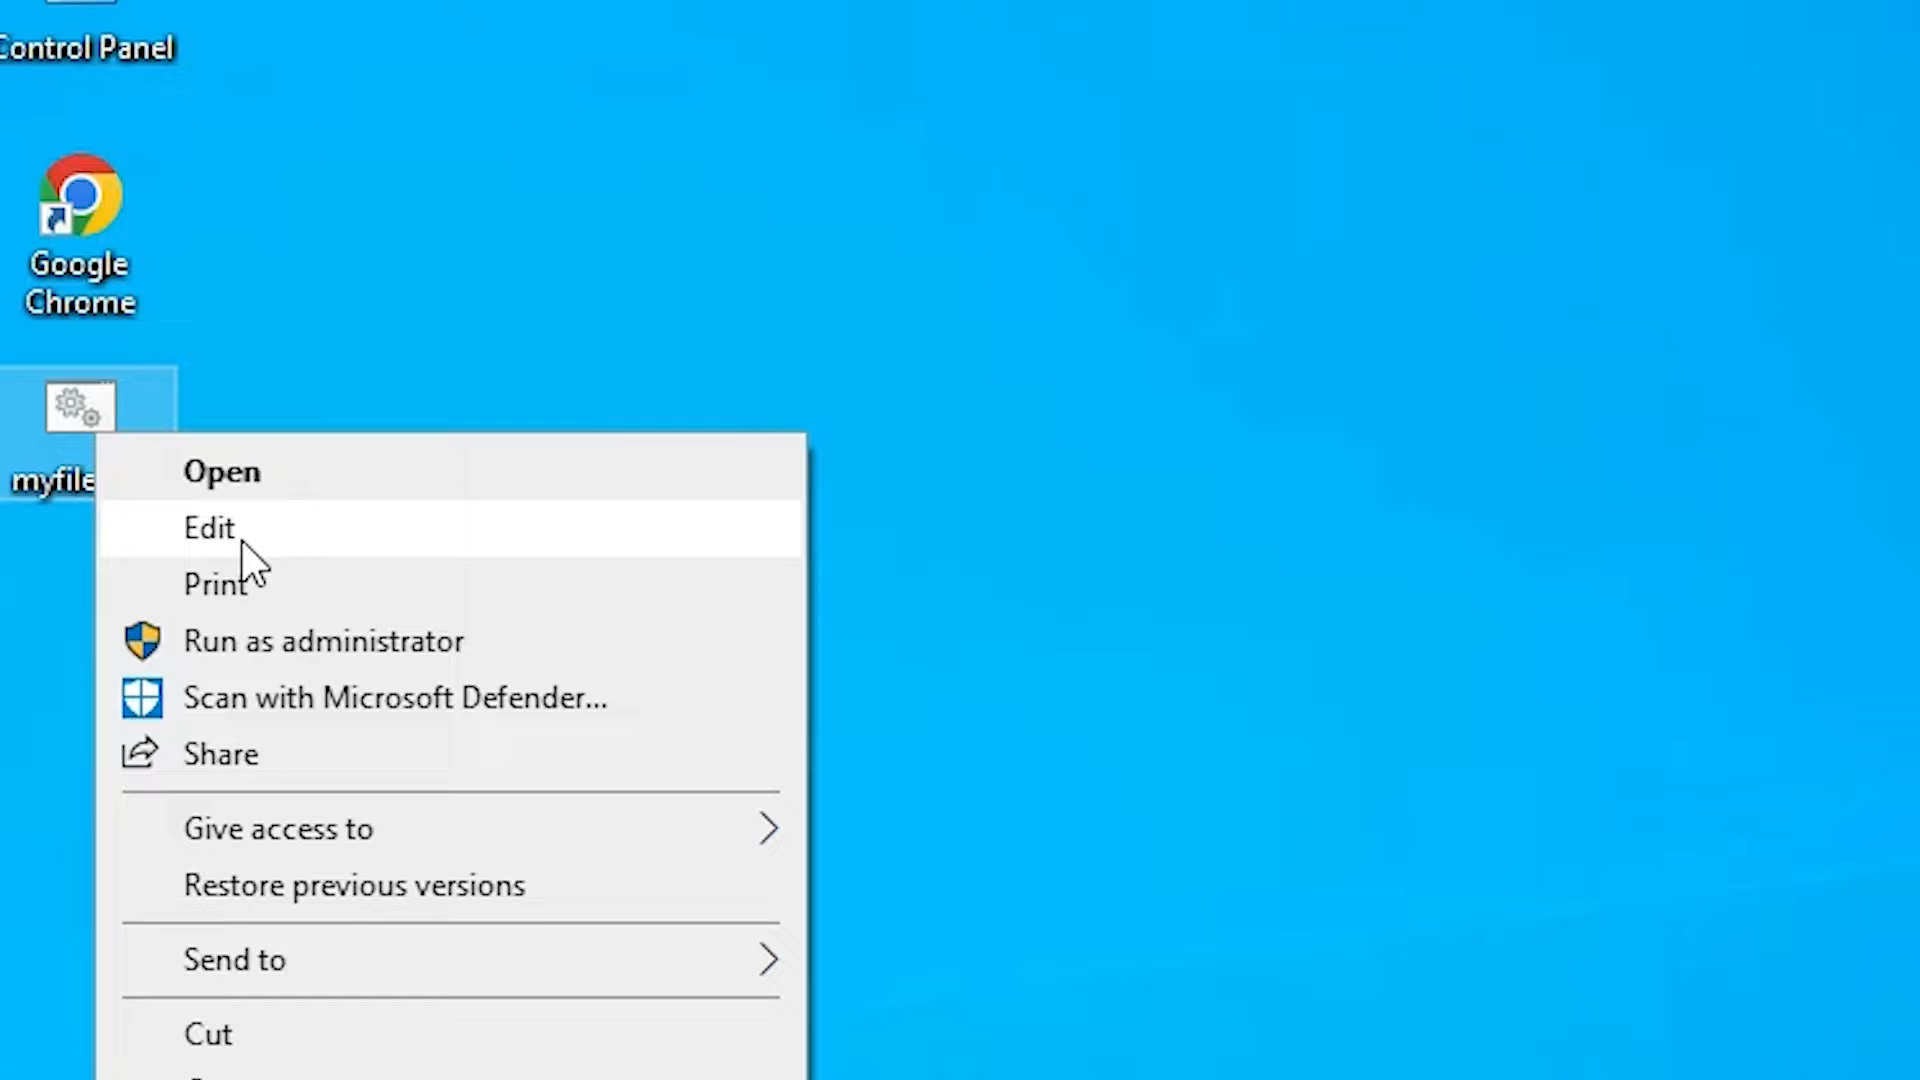 Control Panel
Google
Chrome
myfile
Open
Edit
Print
Run as administrator
Scan with Microsoft Defender...
Share
Give access to
Restore previous versions
Send to
Cut